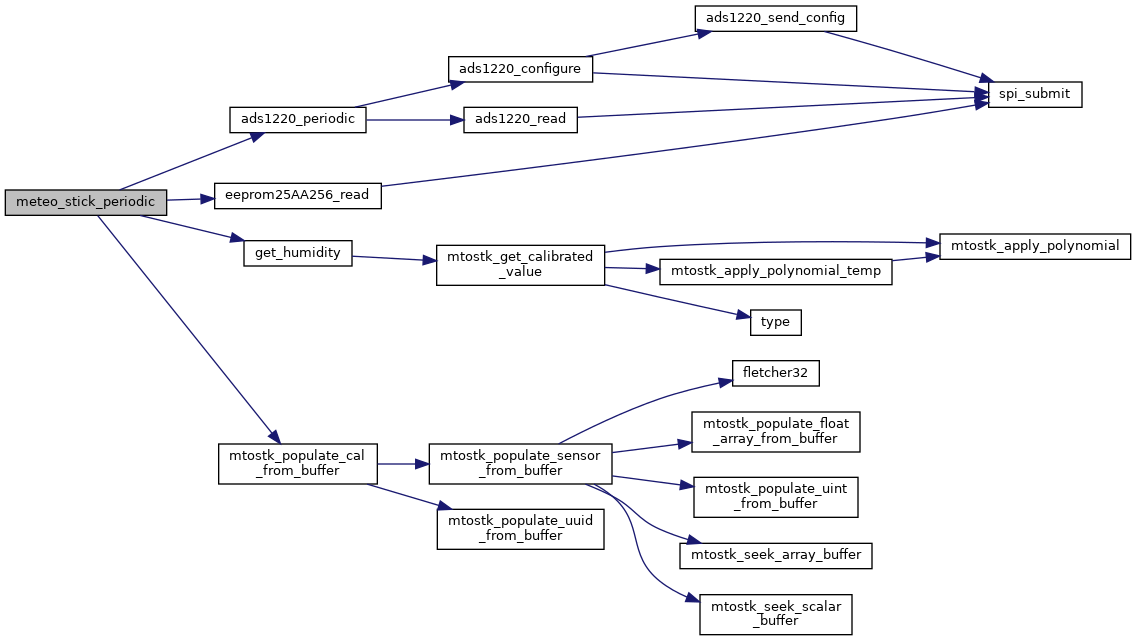 ads1220_send_config
ads1220_configure
spi_submit
ads1220_periodic
ads1220_read
meteo_stick_periodic
eeprom25AA256_read
get_humidity
mtostk_get_calibrated
_value
mtostk_apply_polynomial
mtostk_apply_polynomial_temp
type
fletcher32
mtostk_populate_float
_array_from_buffer
mtostk_populate_cal
_from_buffer
mtostk_populate_sensor
_from_buffer
mtostk_populate_uint
_from_buffer
mtostk_populate_uuid
_from_buffer
mtostk_seek_array_buffer
mtostk_seek_scalar
_buffer